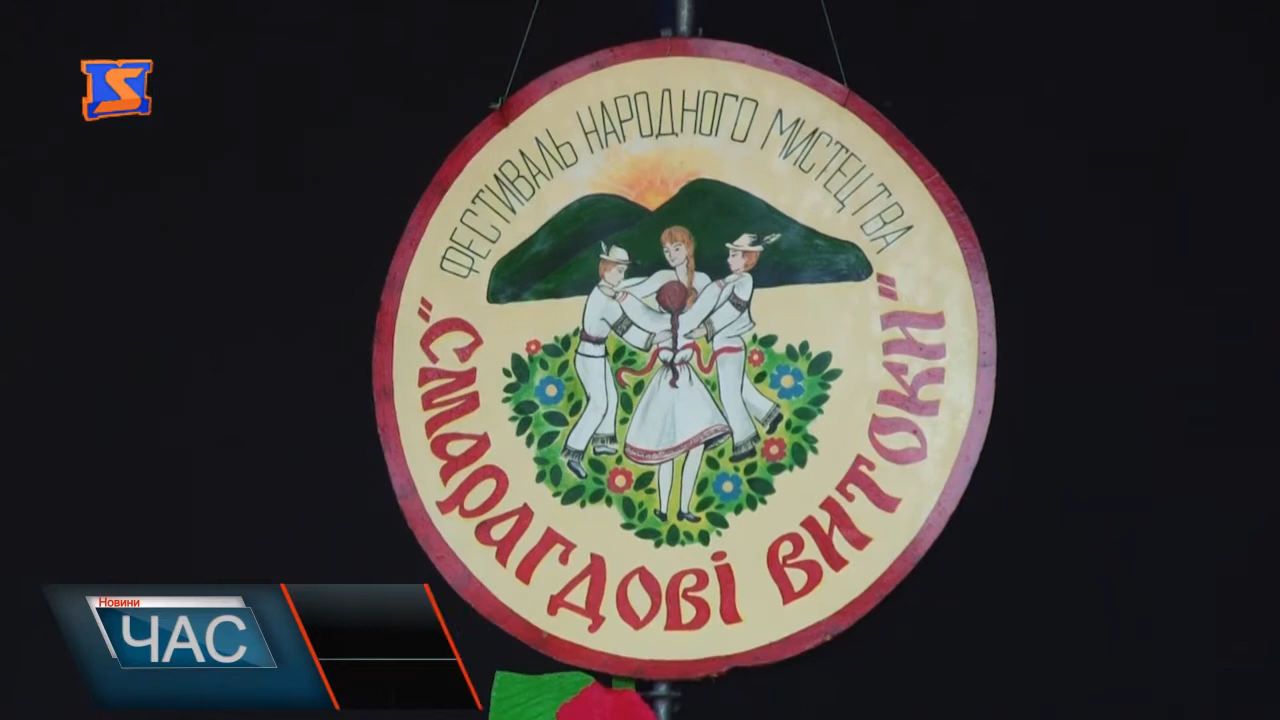 ФЕСТИВАЛЬ НАРОДНОГО МИСТЕЦТВА
"СМАРАГДОВІ ВИТОКИ"
Новини
ЧАС